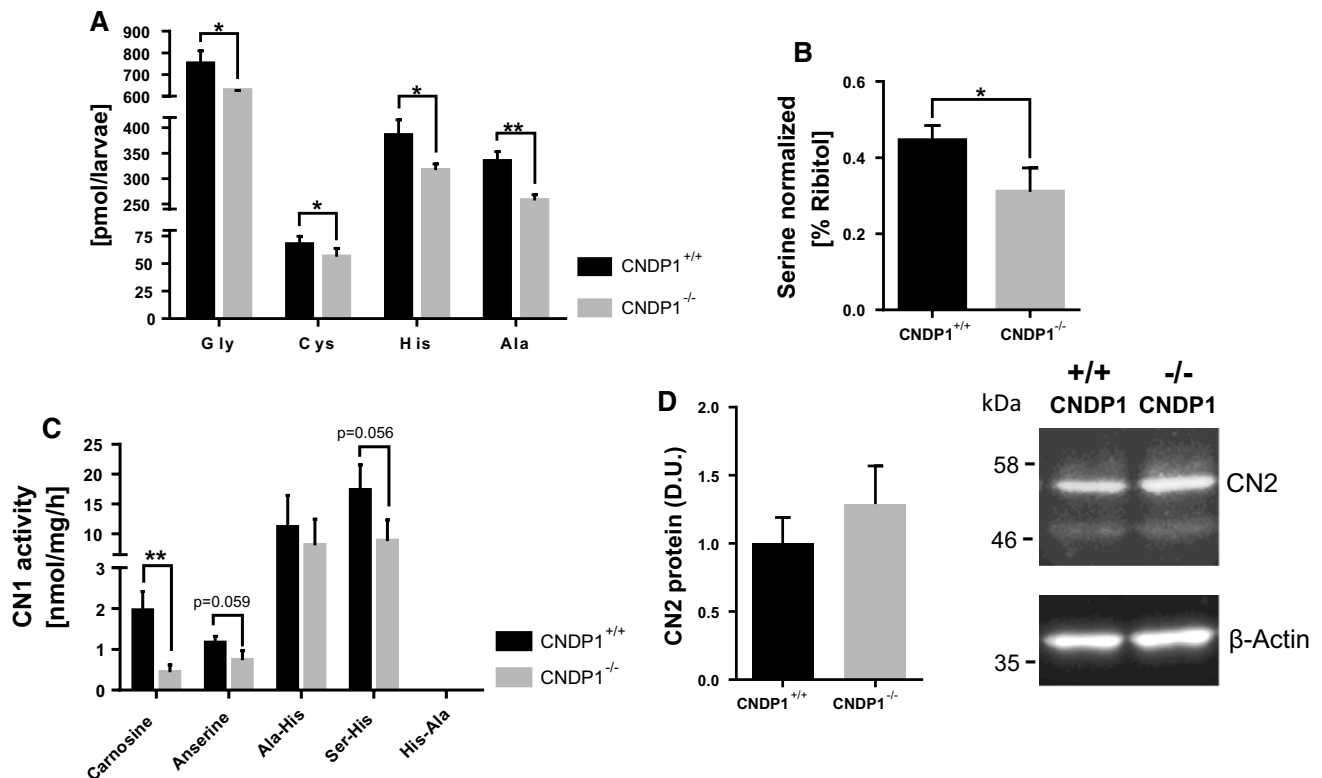 A
[pmol/larvae]
900
800
700
600
400
350
300
250
75
50
25
0
*
*
*
**
Gly Cys His Ala
CNDP1+/+
CNDP1-/-
B
Serine normalized
[% Ribitol]
0.6
0.4
0.2
0.0
*
CNDP1+/+ CNDP1-/-
C
CN1 activity
[nmol/mg/h]
25
20
15
10
5
3
2
1
0
**
p=0.059
p=0.056
Carnosine
Anserine
Ala-His
Ser-His
His-Ala
CNDP1+/+
CNDP1-/-
D
CN2 protein (D.U.)
2.0
1.5
1.0
0.5
0.0
CNDP1+/+ CNDP1-/-
+/+ -/-
kDa CNDP1 CNDP1
58
CN2
46
β-Actin
35